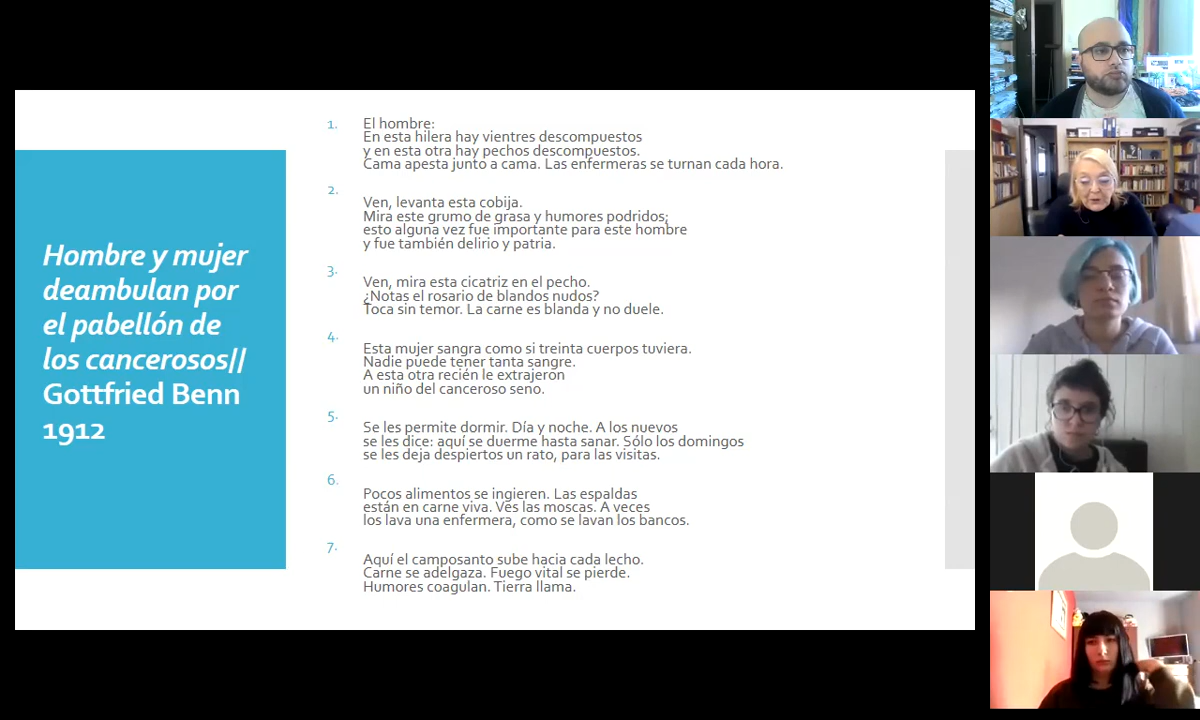 Hombre y mujer
deambulan por
el pabellón de
los cancerosos//
Gottfried Benn
1912
1. El hombre:
En esta hilera hay vientres descompuestos
y en esta otra hay pechos descompuestos.
Cama apesta junto a cama. Las enfermeras se turnan cada hora.
2.
Ven, levanta esta cobija.
Mira este grumo de grasa y humores podridos;
esto alguna vez fue importante para este hombre
y fue también delirio y patria.
3.
Ven, mira esta cicatriz en el pecho.
¿Notas el rosario de blandos nudos?
Toca sin temor. La carne es blanda y no duele.
4.
Esta mujer sangra como si treinta cuerpos tuviera.
Nadie puede tener tanta sangre.
A esta otra recién le extrajeron
un niño del canceroso seno.
5.
Se les permite dormir. Día y noche. A los nuevos
se les dice: aquí se duerme hasta sanar. Sólo los domingos
se les deja despiertos un rato, para las visitas.
6.
Pocos alimentos se ingieren. Las espaldas
están en carne viva. Ves las moscas. A veces
los lava una enfermera, como se lavan los bancos.
7.
Aquí el camposanto sube hacia cada lecho.
Carne se adelgaza. Fuego vital se pierde.
Humores coagulan. Tierra llama.